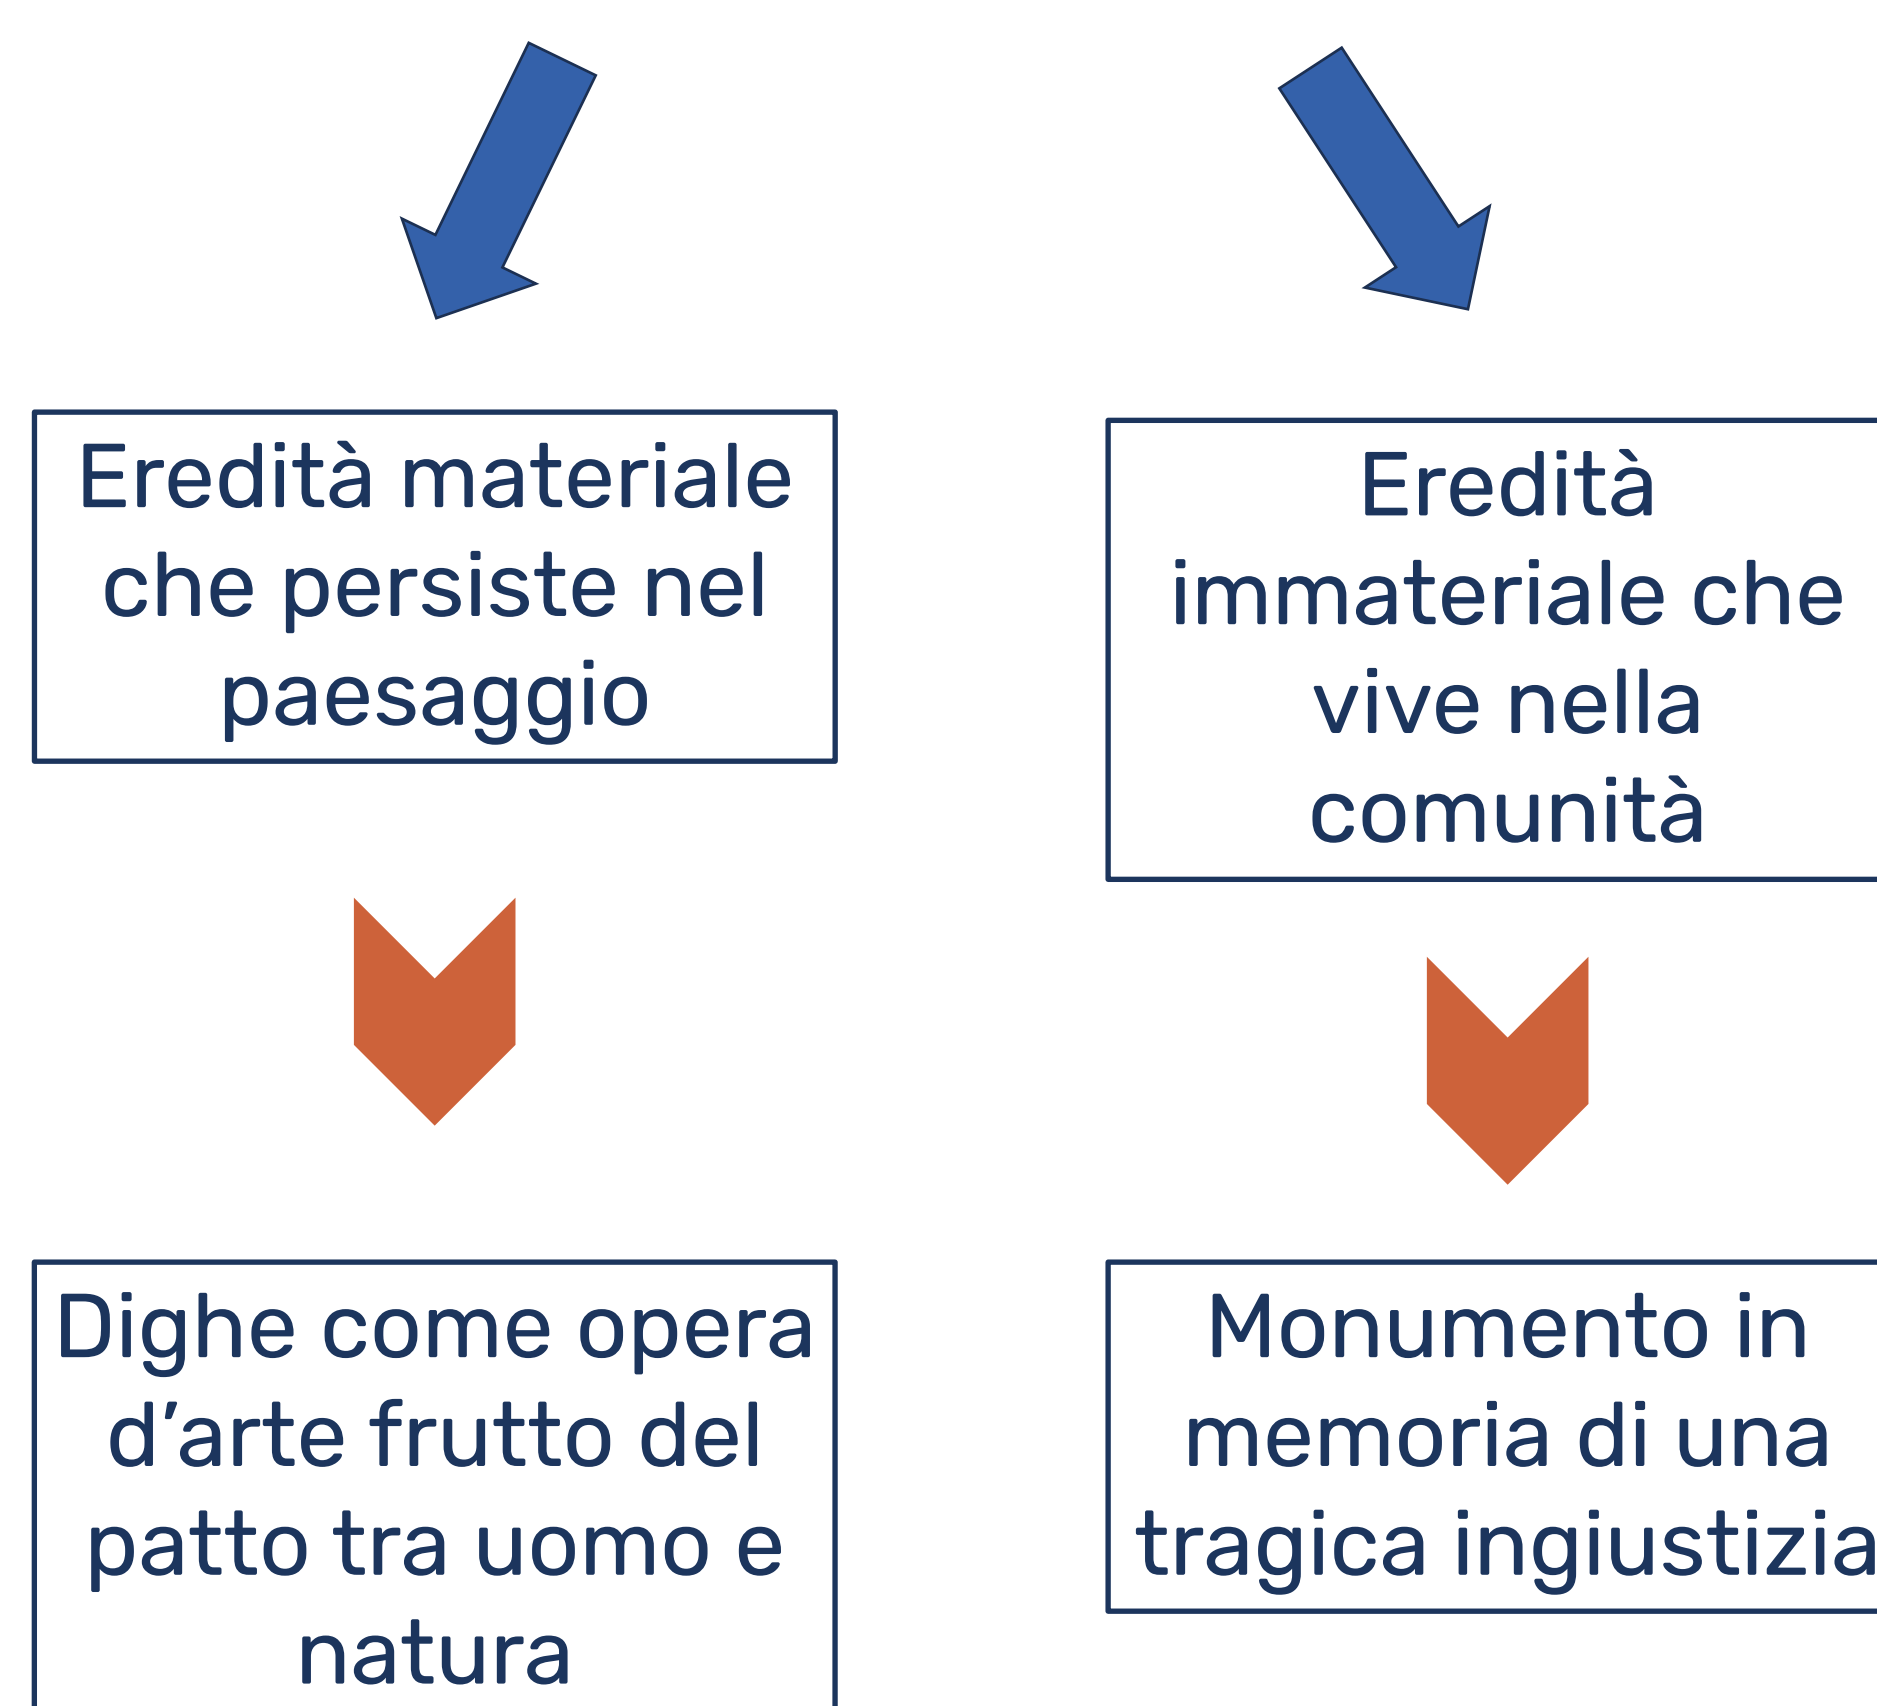 Eredità materiale
che persiste nel
paesaggio
Eredità
immateriale che
vive nella
comunità
Dighe come opera
d’arte frutto del
patto tra uomo e
natura
Monumento in
memoria di una
tragica ingiustizia